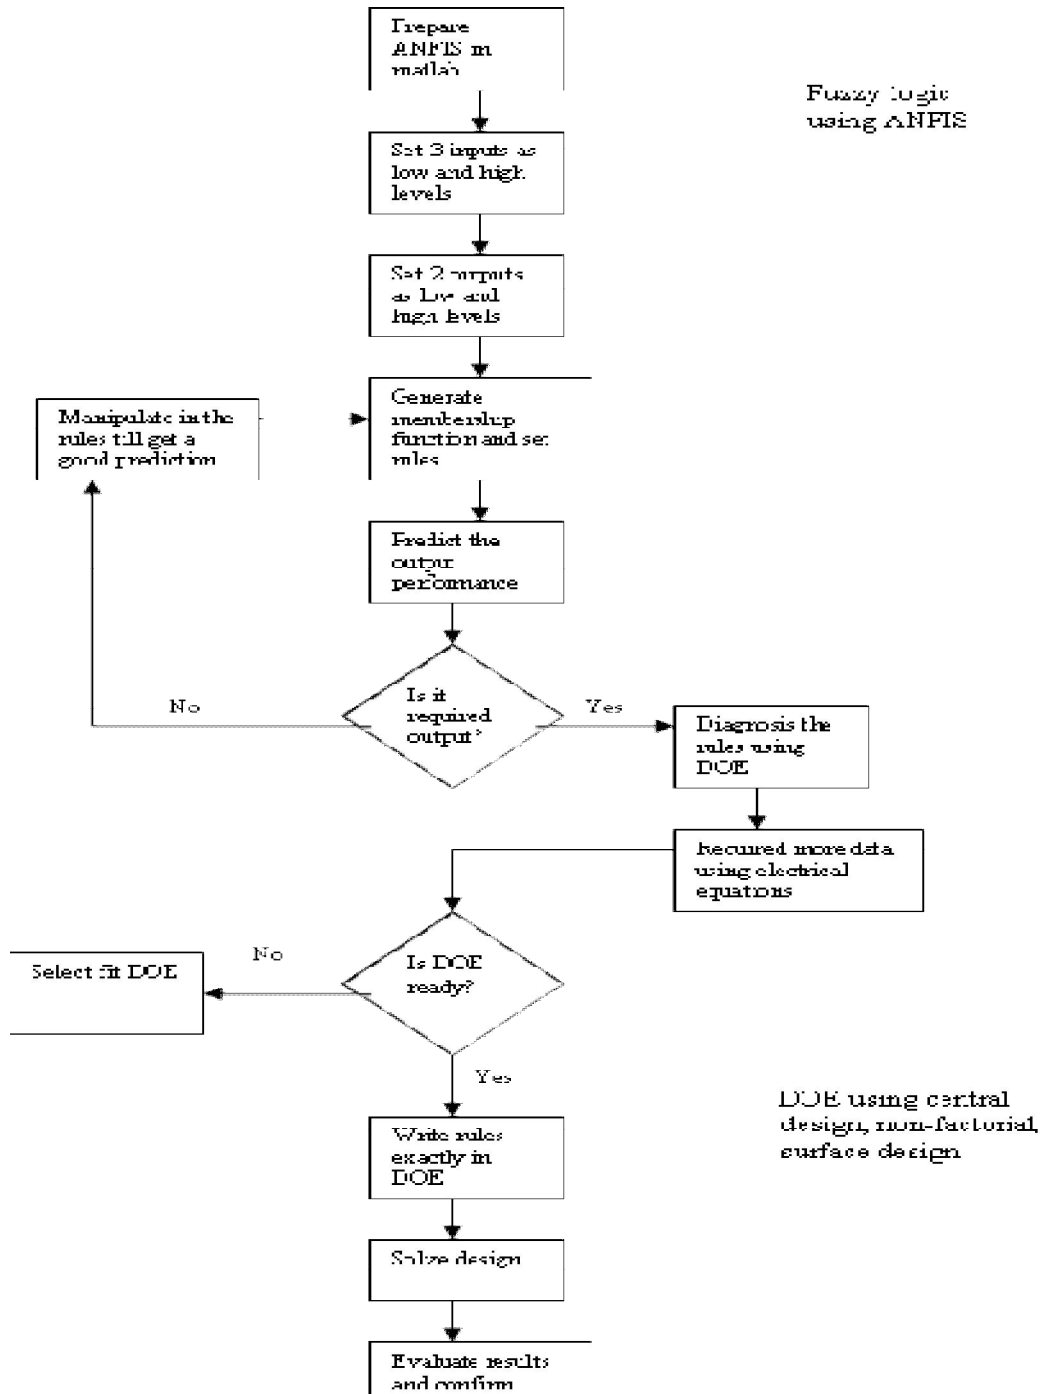 Prepare
ANFIS in
matlab
Fuzzy logic
using ANFIS
Set 3 inputs as
low and high
levels
Set 2 outputs
as low and
high levels
Manipulate in the
rules till get a
good prediction
Generate
membership
function and set
rules
Predict the
output
performance
No
Is it
required
output?
Yes
Diagnosis the
rules using
DOE
Required more data
using electrical
equations
No
Select fit DOE
Is DOE
ready?
Yes
DOE using central
design, non-factorial,
surface design
Write rules
exactly in
DOE
Solve design
Evaluate results
and confirm